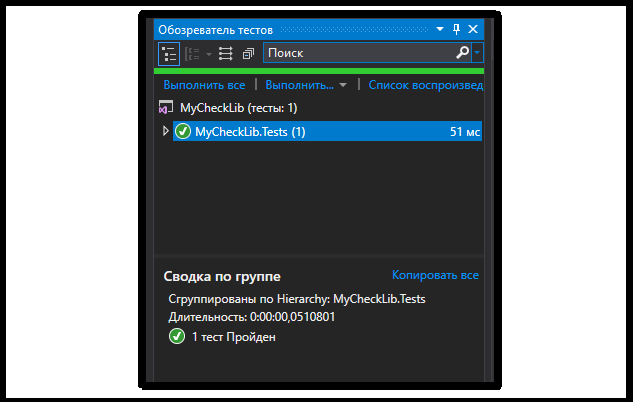 Обозреватель тестов
Поиск
Выполнить все | Выполнить... | Список воспроизвед
MyCheckLib (тесты: 1)
MyCheckLib.Tests (1) 51 мс
Сводка по группе Копировать все
Сгруппированы по Hierarchy: MyCheckLib.Tests
Длительность: 0:00:00,0510801
1 тест Пройден